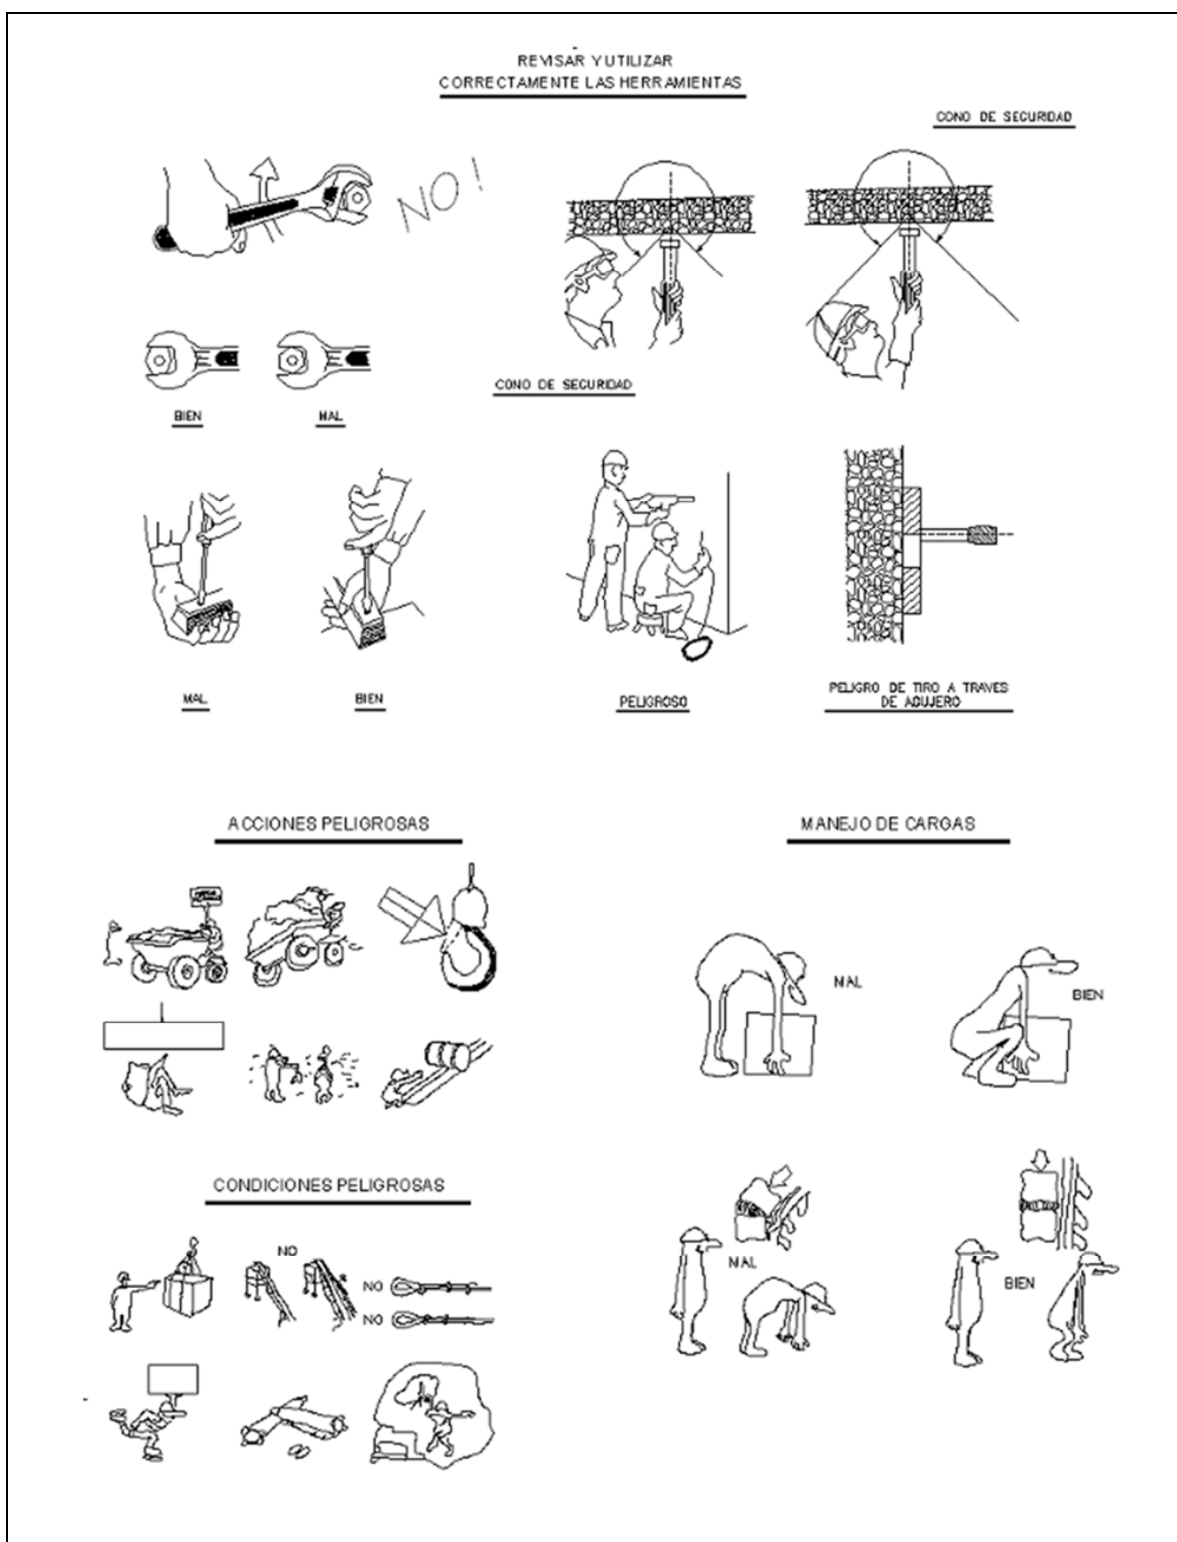 REVISAR Y UTILIZAR
CORRECTAMENTE LAS HERRAMIENTAS
CONO DE SEGURIDAD
NO!
CONO DE SEGURIDAD
BIEN
MAL
MAL
BIEN
PELIGROSO
PELIGRO DE TIRO A TRAVES
DE AGUJERO
ACCIONES PELIGROSAS
MANEJO DE CARGAS
MAL
BIEN
CONDICIONES PELIGROSAS
NO
NO
NO
MAL
BIEN